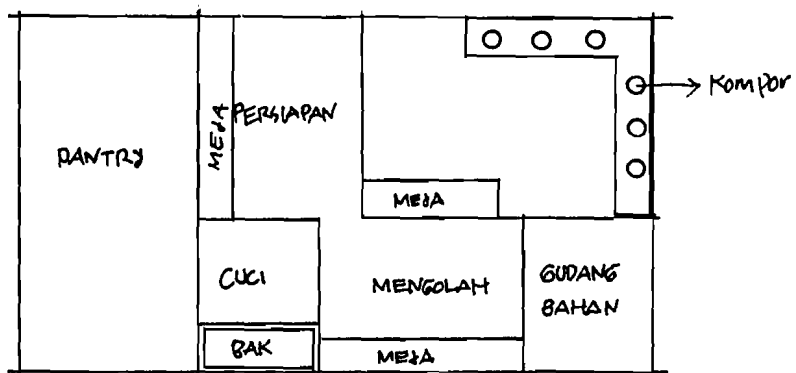 PANTRY
MEJA
PERSIAPAN
Kompor
MEJA
CUCI
MENGOLAH
GUDANG
BAHAN
BAK
MEJA